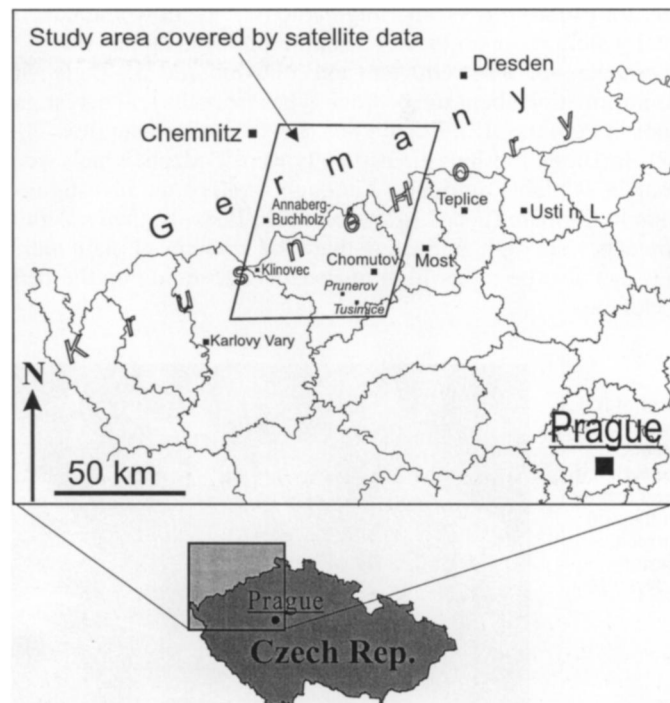 Study area covered by satellite data
Dresden
Chemnitz
Germany
Annaberg-
Buchholz
Teplice
Usti n. L.
Krusné Hory
Klinovec
Chomutov
Most
Prunerov
Tusimice
Karlovy Vary
N
Prague
50 km
Prague
Czech Rep.